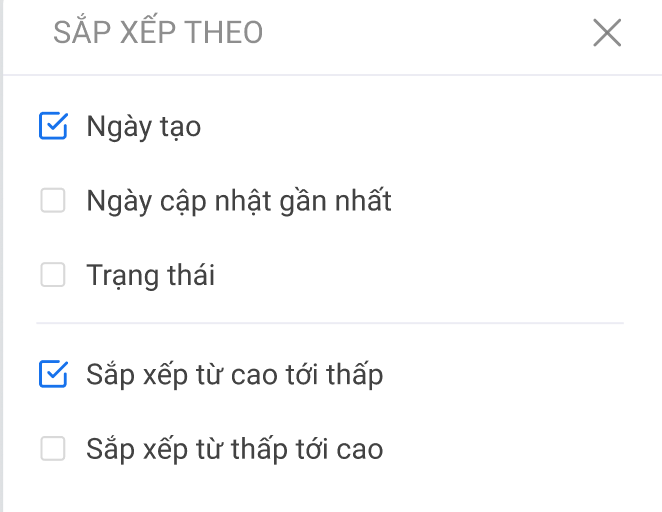 SẮP XẾP THEO
Ngày tạo
Ngày cập nhật gần nhất
Trạng thái
Sắp xếp từ cao tới thấp
Sắp xếp từ thấp tới cao